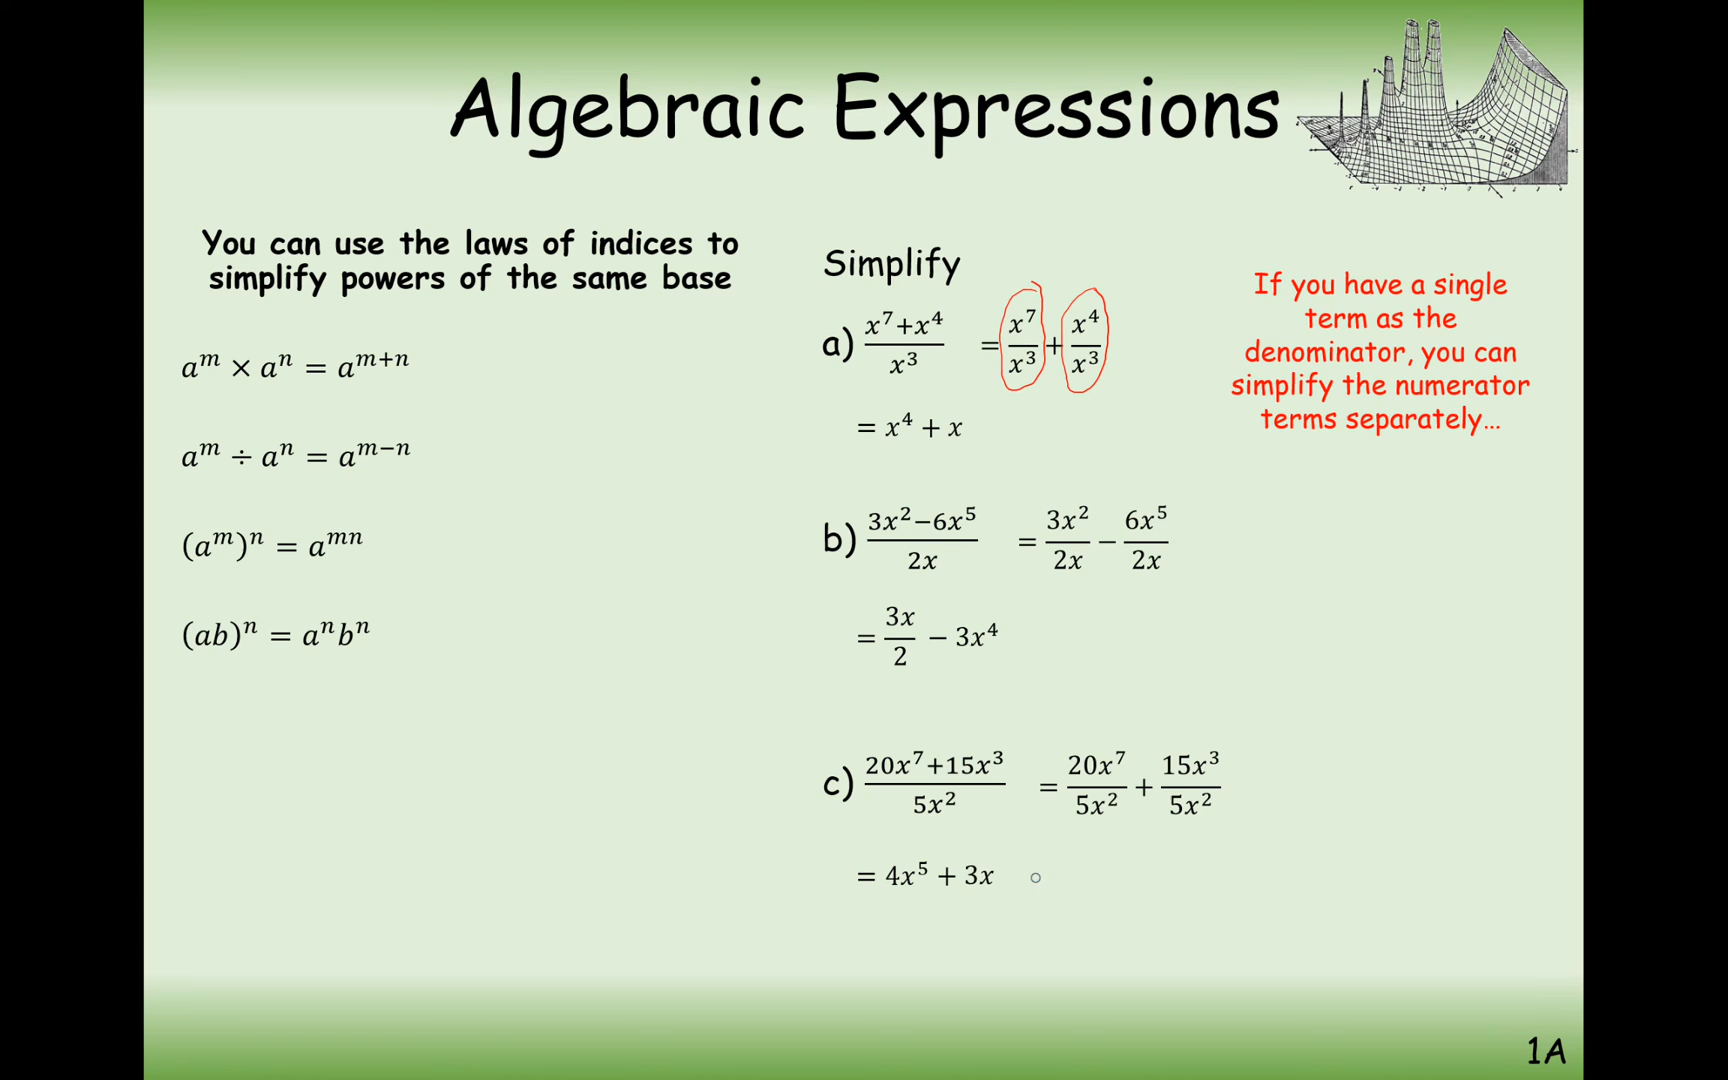 Algebraic Expressions
You can use the laws of indices to
simplify powers of the same base
a^m × a^n = a^{m+n}
a^m ÷ a^n = a^{m−n}
(a^m)^n = a^{mn}
(ab)^n = a^n b^n
Simplify
a) (x^7+x^4)/x^3 = x^7/x^3 + x^4/x^3
= x^4 + x
b) (3x^2−6x^5)/2x = 3x^2/2x − 6x^5/2x
= 3x/2 − 3x^4
c) (20x^7+15x^3)/5x^2 = 20x^7/5x^2 + 15x^3/5x^2
= 4x^5 + 3x
If you have a single
term as the
denominator, you can
simplify the numerator
terms separately…
1A